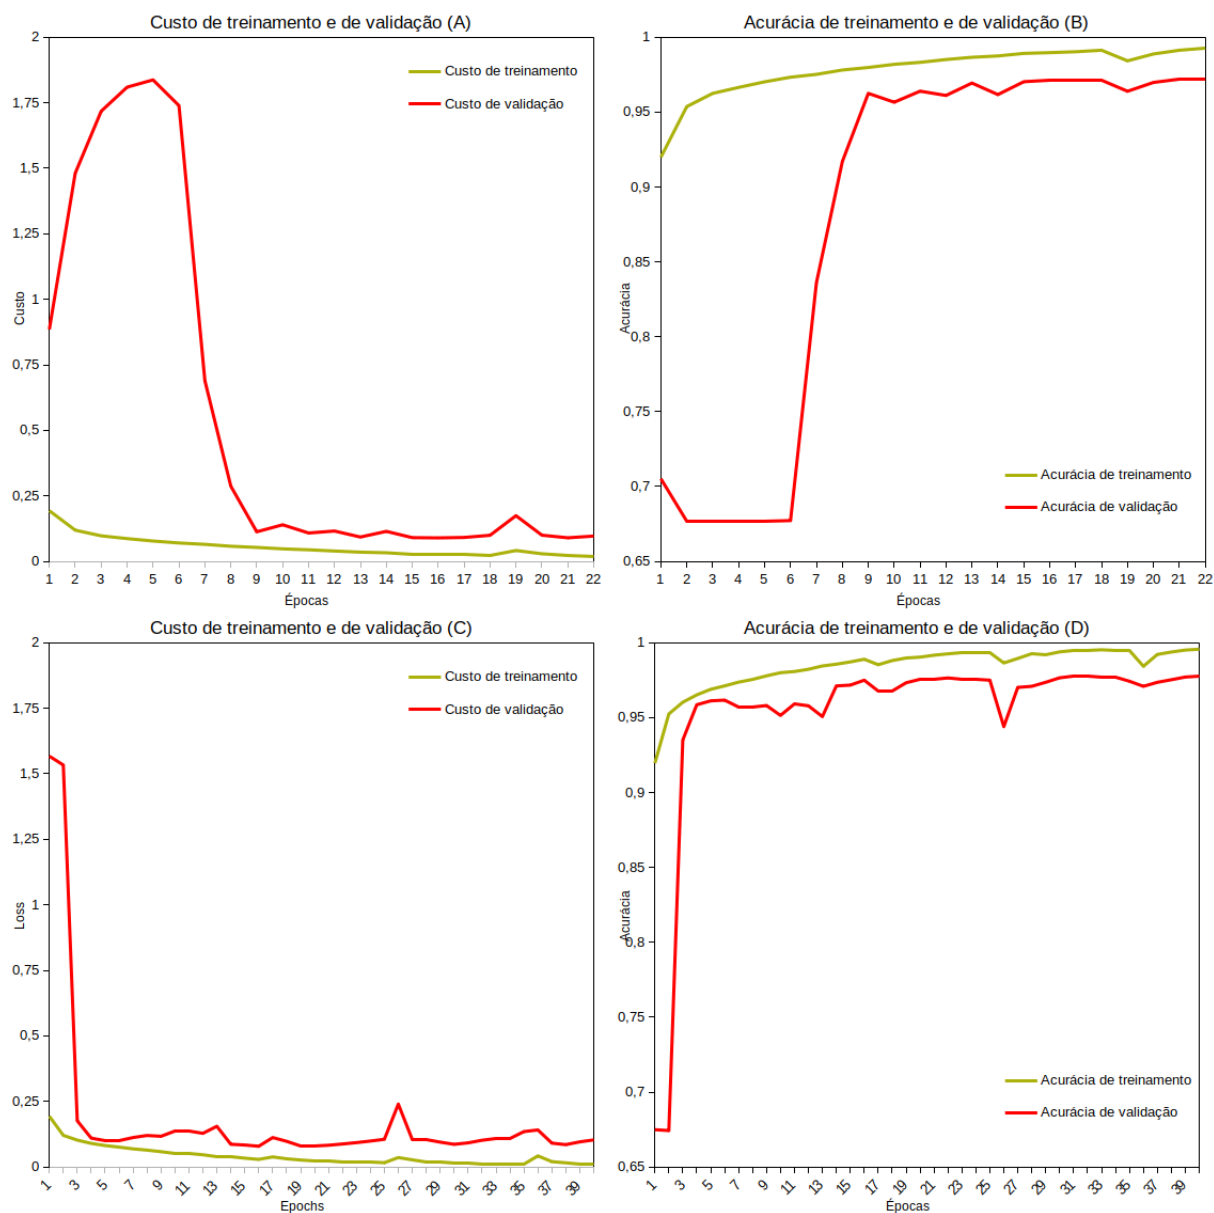 Custo de treinamento e de validação (A)
2
1,75
1,5
1,25
1
0,75
0,5
0,25
0
Custo
Custo de treinamento
Custo de validação
1 2 3 4 5 6 7 8 9 10 11 12 13 14 15 16 17 18 19 20 21 22
Épocas
Acurácia de treinamento e de validação (B)
1
0,95
0,9
0,85
0,8
0,75
0,7
0,65
Acurácia
Acurácia de treinamento
Acurácia de validação
1 2 3 4 5 6 7 8 9 10 11 12 13 14 15 16 17 18 19 20 21 22
Épocas
Custo de treinamento e de validação (C)
2
1,75
1,5
1,25
1
0,75
0,5
0,25
0
Loss
Custo de treinamento
Custo de validação
1 3 5 7 9 11 13 15 17 19 21 23 25 27 29 31 33 35 37 39
Epochs
Acurácia de treinamento e de validação (D)
1
0,95
0,9
0,85
0,8
0,75
0,7
0,65
Acurácia
Acurácia de treinamento
Acurácia de validação
1 3 5 7 9 11 13 15 17 19 21 23 25 27 29 31 33 35 37 39
Épocas